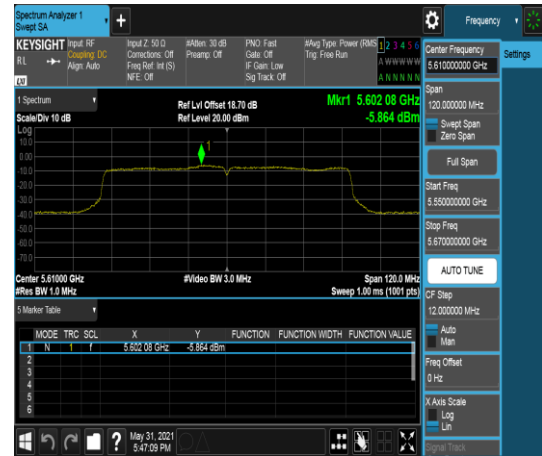 Spectrum Analyzer 1
Swept SA
+
Frequency
KEYSIGHT
Input: RF
Coupling: DC
Align: Auto
Input Z: 50 Ω
Corrections: Off
Freq Ref: Int (S)
NFE: Off
#Atten: 30 dB
Preamp: Off
PNO: Fast
Gate: Off
IF Gain: Low
Sig Track: Off
#Avg Type: Power (RMS
Trig: Free Run
1 2 3 4 5 6
A W W W W W
A N N N N N
RL
LXI
1 Spectrum
Scale/Div 10 dB
Ref Lvl Offset 18.70 dB
Ref Level 20.00 dBm
Mkr1 5.602 08 GHz
-5.864 dBm
Log
10.0
0.00
-10.0
-20.0
-30.0
-40.0
-50.0
-60.0
-70.0
1
Center 5.61000 GHz
#Res BW 1.0 MHz
#Video BW 3.0 MHz
Span 120.0 MHz
Sweep 1.00 ms (1001 pts)
5 Marker Table
MODE TRC SCL X Y FUNCTION FUNCTION WIDTH FUNCTION VALUE
1 N 1 f 5.602 08 GHz -5.864 dBm
2
3
4
5
6
May 31, 2021
5:47:09 PM
?
Center Frequency
5.610000000 GHz
Settings
Span
120.000000 MHz
Swept Span
Zero Span
Full Span
Start Freq
5.550000000 GHz
Stop Freq
5.670000000 GHz
AUTO TUNE
CF Step
12.000000 MHz
Auto
Man
Freq Offset
0 Hz
X Axis Scale
Log
Lin
Signal Track